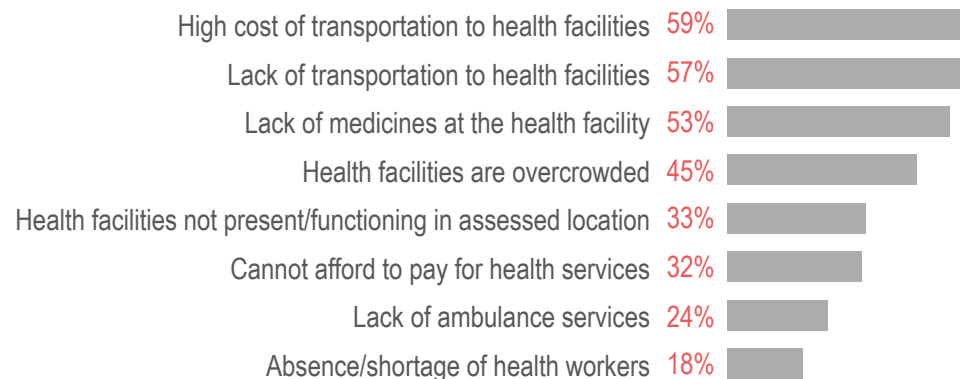 High cost of transportation to health facilities 59%
Lack of transportation to health facilities 57%
Lack of medicines at the health facility 53%
Health facilities are overcrowded 45%
Health facilities not present/functioning in assessed location 33%
Cannot afford to pay for health services 32%
Lack of ambulance services 24%
Absence/shortage of health workers 18%